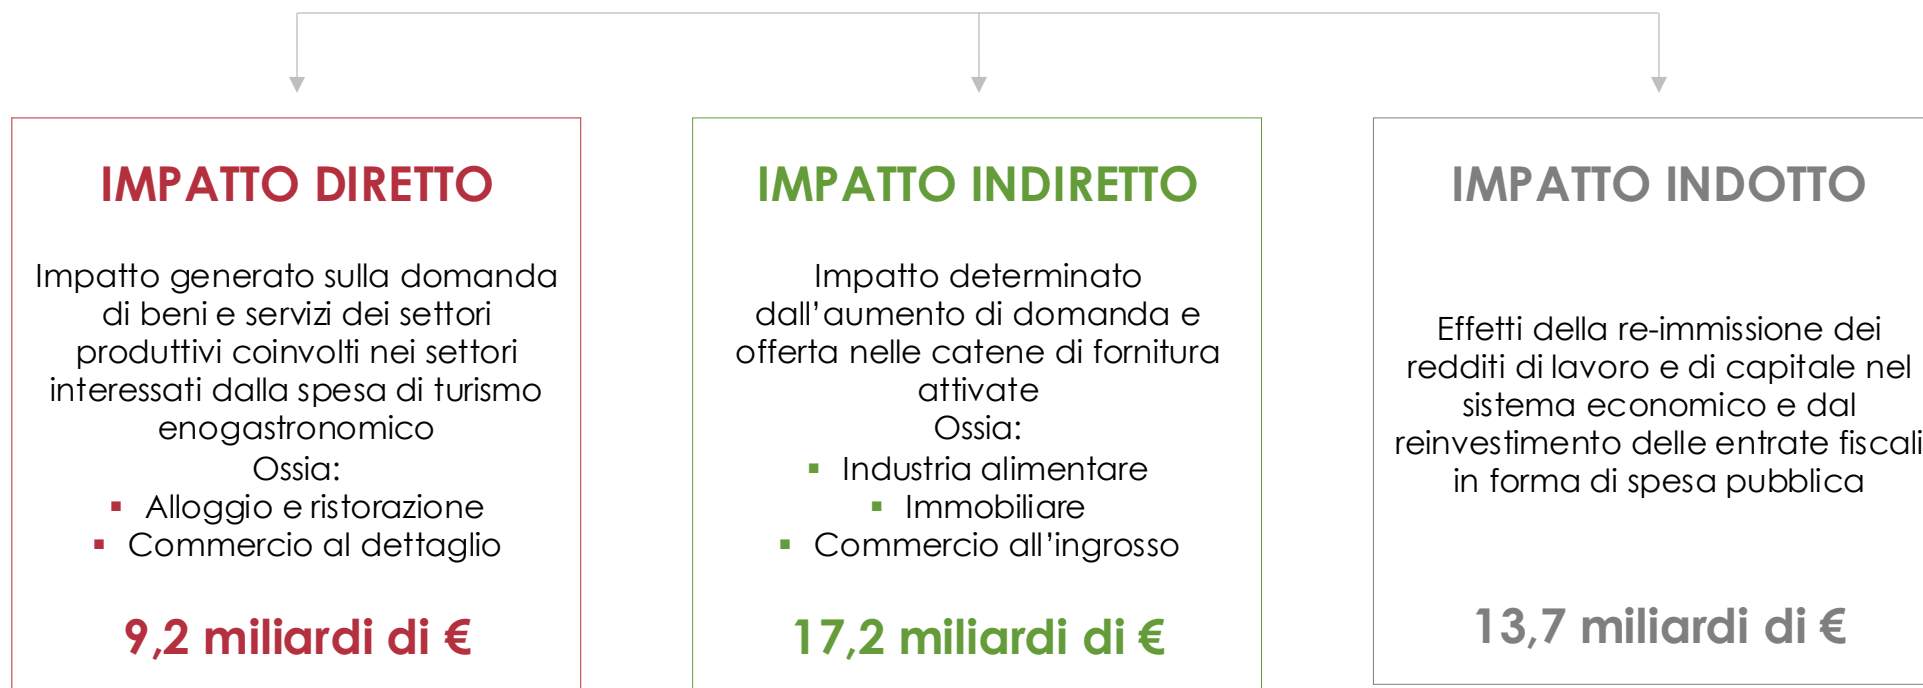 IMPATTO DIRETTO
Impatto generato sulla domanda
di beni e servizi dei settori
produttivi coinvolti nei settori
interessati dalla spesa di turismo
enogastronomico
Ossia:
▪ Alloggio e ristorazione
▪ Commercio al dettaglio
9,2 miliardi di €
IMPATTO INDIRETTO
Impatto determinato
dall’aumento di domanda e
offerta nelle catene di fornitura
attivate
Ossia:
▪ Industria alimentare
▪ Immobiliare
▪ Commercio all’ingrosso
17,2 miliardi di €
IMPATTO INDOTTO
Effetti della re-immissione dei
redditi di lavoro e di capitale nel
sistema economico e dal
reinvestimento delle entrate fiscali
in forma di spesa pubblica
13,7 miliardi di €